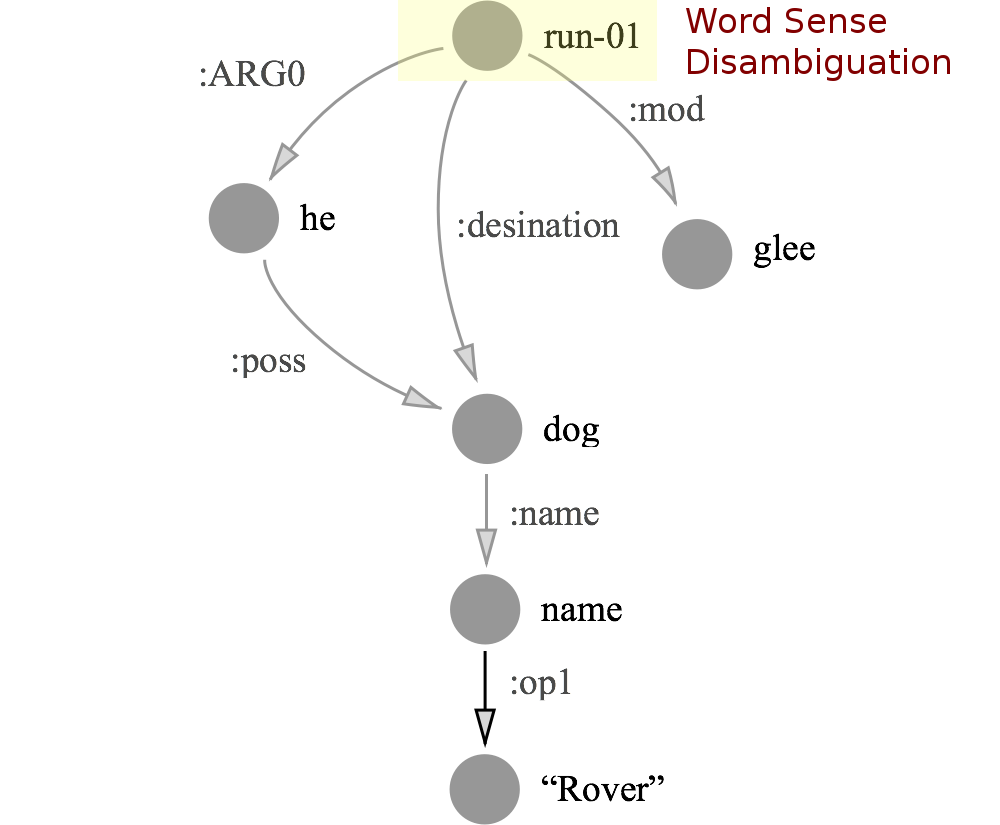 run-01
Word Sense
Disambiguation
:ARG0
:mod
he
:desination
glee
:poss
dog
:name
name
:op1
“Rover”